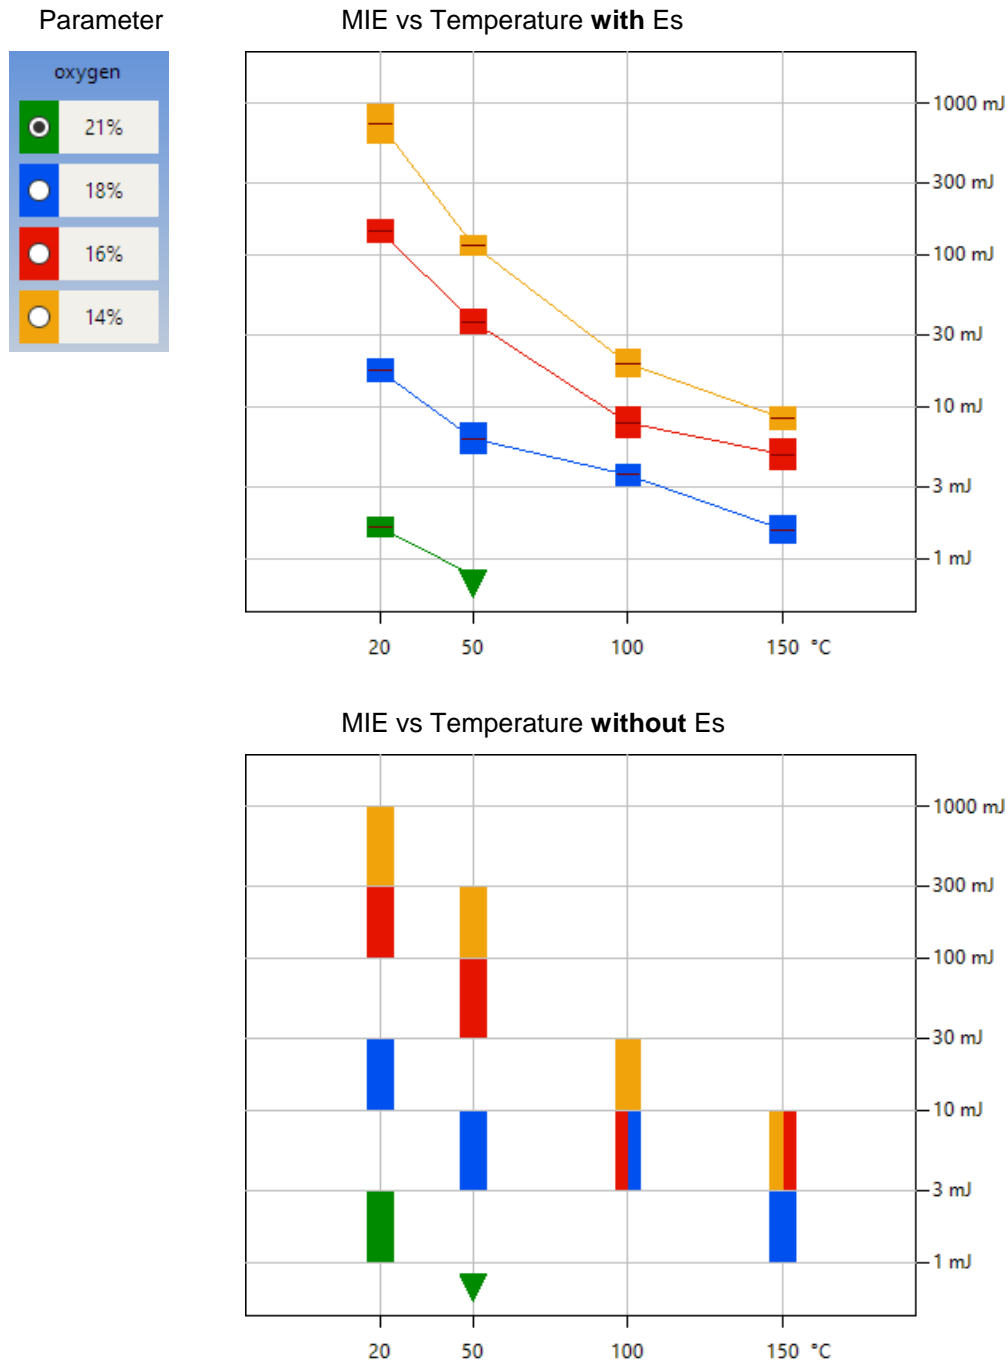 Parameter
MIE vs Temperature with Es
oxygen
21%
18%
16%
14%
1000 mJ
300 mJ
100 mJ
30 mJ
10 mJ
3 mJ
1 mJ
20 50 100 150 °C
MIE vs Temperature without Es
1000 mJ
300 mJ
100 mJ
30 mJ
10 mJ
3 mJ
1 mJ
20 50 100 150 °C